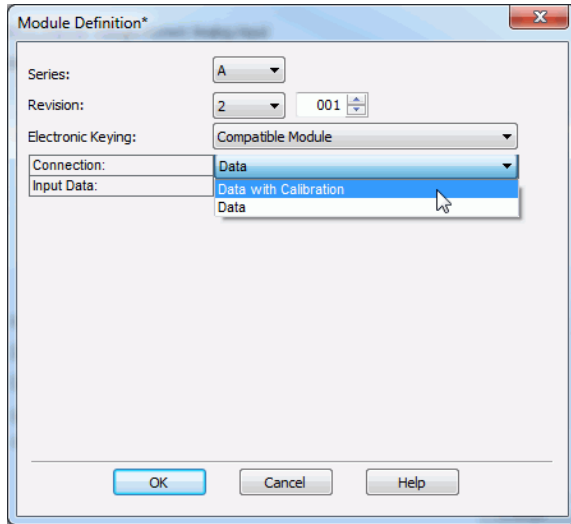 Module Definition*
Series: A
Revision: 2 001
Electronic Keying: Compatible Module
Connection: Data
Input Data: Data with Calibration
Data
OK Cancel Help